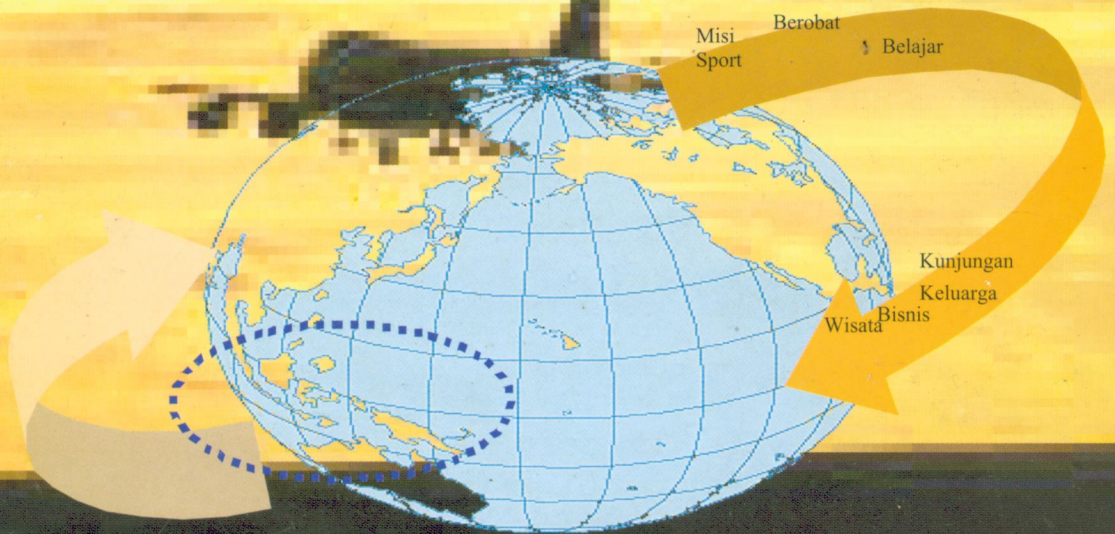 Misi
Sport
Berobat
Belajar
Kunjungan
Keluarga
Bisnis
Wisata